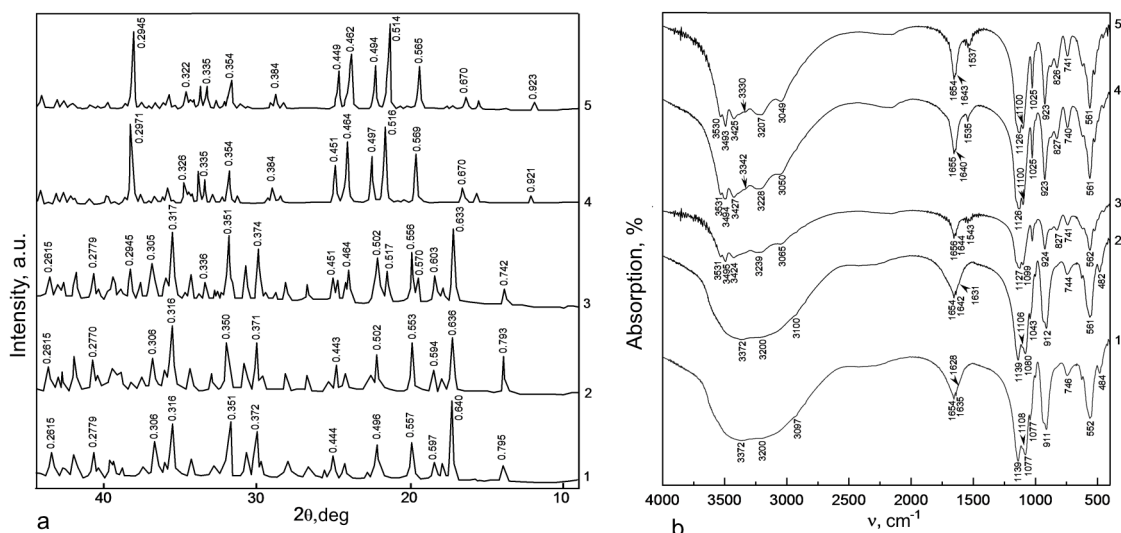 Intensity, a.u.
0.2945 0.322 0.335 0.354 0.384 0.449 0.462 0.494 0.514 0.565 0.670 0.923
5
0.2971 0.326 0.335 0.354 0.384 0.451 0.464 0.497 0.516 0.569 0.670 0.921
4
0.2615 0.2779 0.2945 0.305 0.317 0.336 0.351 0.374 0.451 0.464 0.502 0.517 0.556 0.570 0.603 0.633 0.742
3
0.2615 0.2770 0.306 0.316 0.350 0.371 0.443 0.502 0.553 0.594 0.636 0.793
2
0.2615 0.2779 0.306 0.316 0.351 0.372 0.444 0.496 0.557 0.597 0.640 0.795
1
40 30 20 10
2θ,deg
a
Absorption, %
5
3530 3493 3425 3330 3207 3049 1654 1643 1537 1126 1100 1025 923 826 741 561
4
3531 3494 3427 3342 3228 3050 1655 1640 1535 1126 1100 1025 923 827 740 561
3
3531 3495 3424 3239 3065 1656 1644 1543 1127 1099 924 827 741 562
2
3372 3200 3100 1654 1642 1631 1139 1106 1080 1043 912 744 561 482
1
3372 3200 3097 1654 1635 1628 1139 1108 1077 1077 911 746 552 484
4000 3500 3000 2500 2000 1500 1000 500
ν, cm-1
b